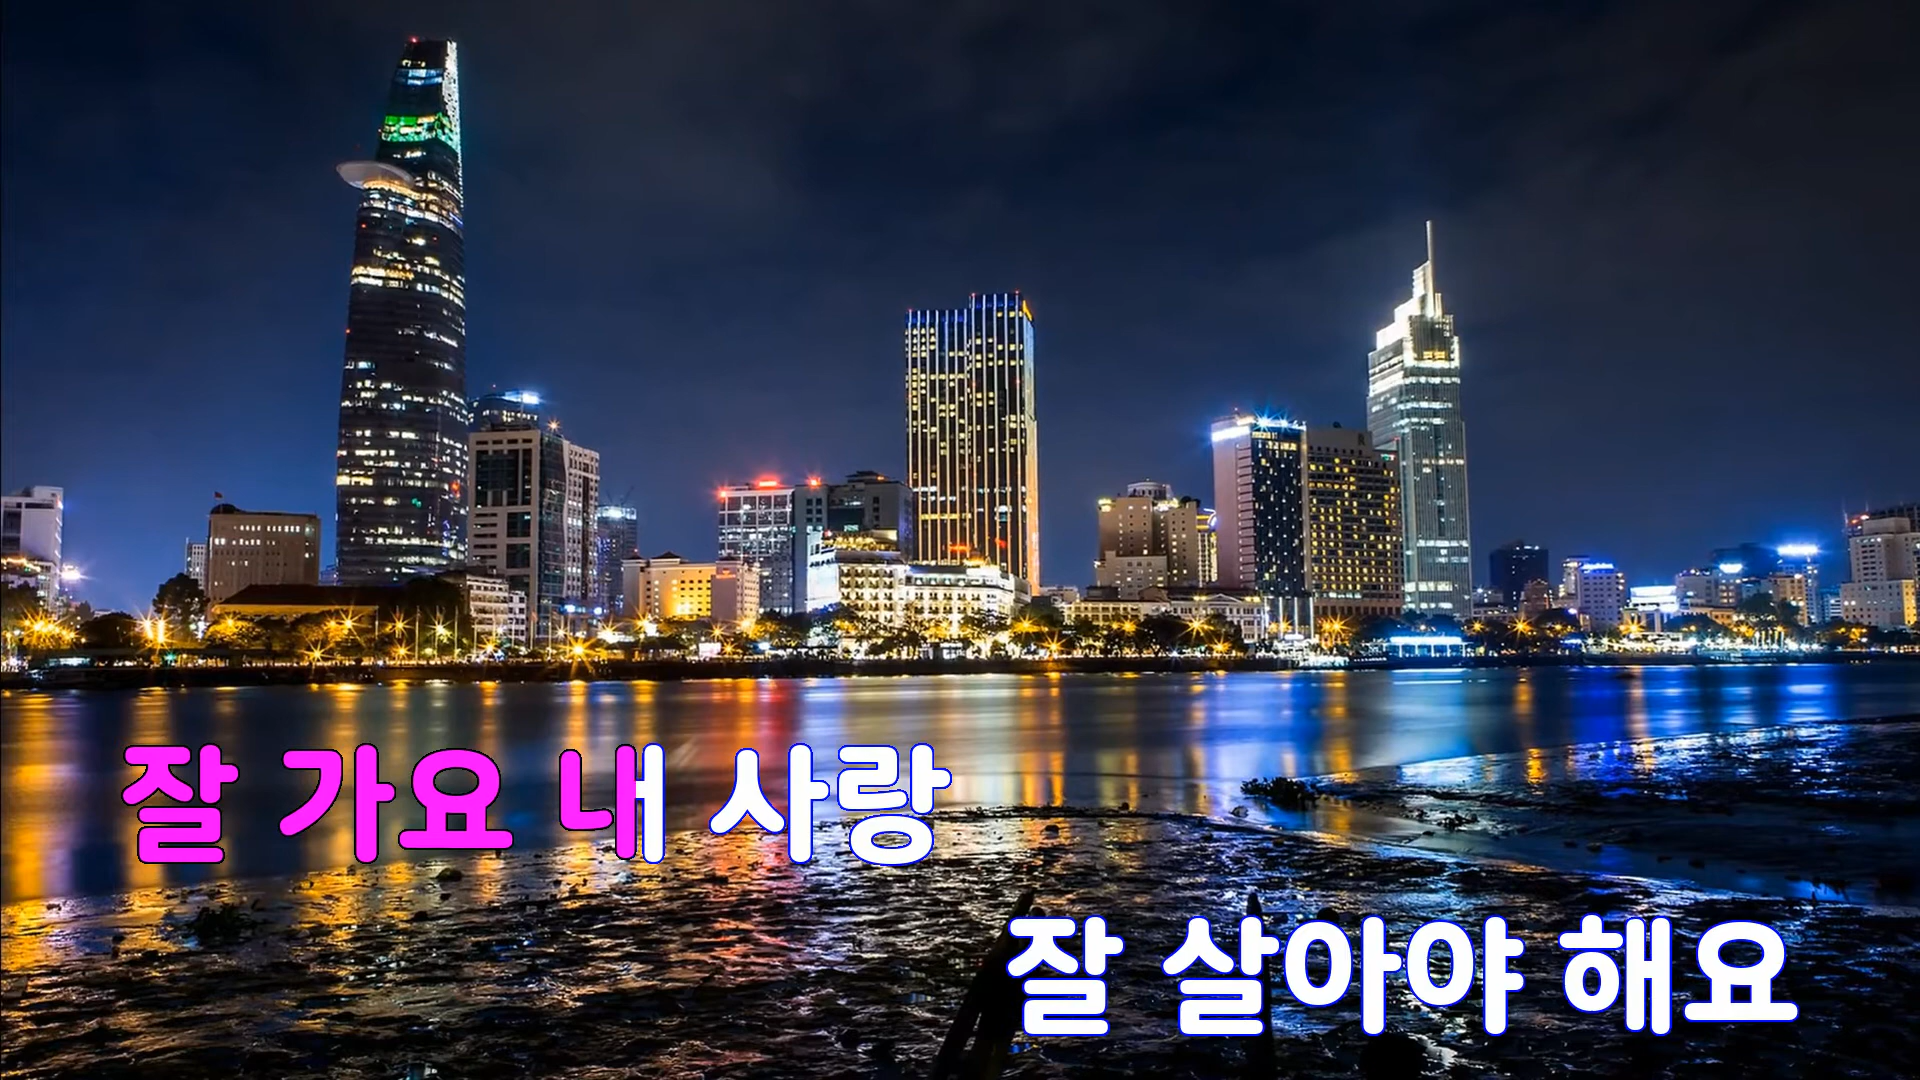 잘 가요 내 사랑
잘 살아야 해요